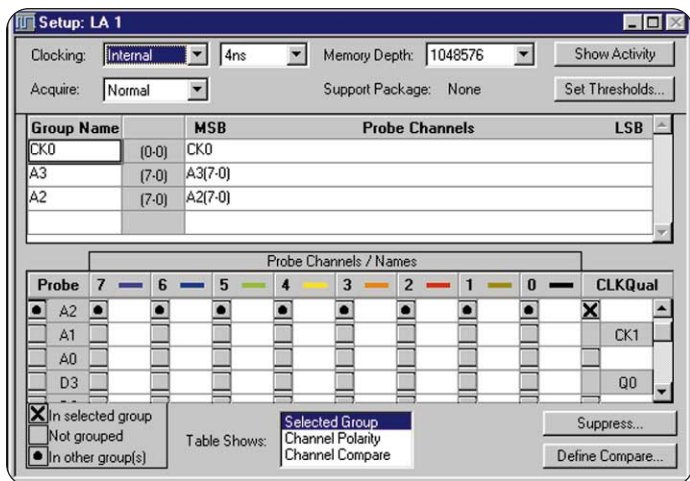 Setup: LA 1
Clocking: Internal 4ns Memory Depth: 1048576 Show Activity
Acquire: Normal Support Package: None Set Thresholds...
Group Name MSB Probe Channels LSB
CK0 (0-0) CK0
A3 (7-0) A3(7-0)
A2 (7-0) A2(7-0)
Probe Channels / Names
Probe 7 6 5 4 3 2 1 0 CLKQual
A2
A1 CK1
A0
D3 Q0
In selected group
Not grouped
In other group(s)
Table Shows:
Selected Group
Channel Polarity
Channel Compare
Suppress...
Define Compare...